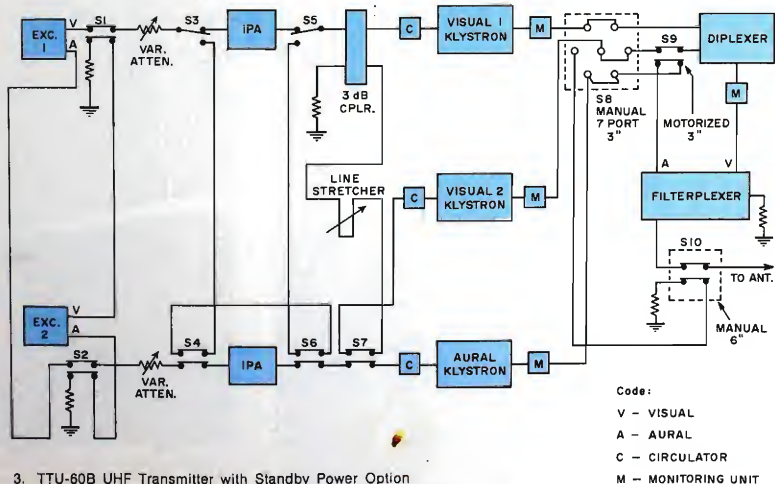 EXC. 1
V
A
S1
VAR. ATTEN.
S3
IPA
S5
3 dB CPLR.
C
VISUAL 1 KLYSTRON
M
S8 MANUAL 7 PORT 3"
S9
MOTORIZED 3"
DIPLEXER
M
A
V
FILTERPLEXER
LINE STRETCHER
C
VISUAL 2 KLYSTRON
M
S10
TO ANT.
MANUAL 6"
EXC. 2
V
A
S2
VAR. ATTEN.
S4
IPA
S6
S7
C
AURAL KLYSTRON
M
Code:
V – VISUAL
A – AURAL
C – CIRCULATOR
M – MONITORING UNIT
3. TTU-60B UHF Transmitter with Standby Power Option